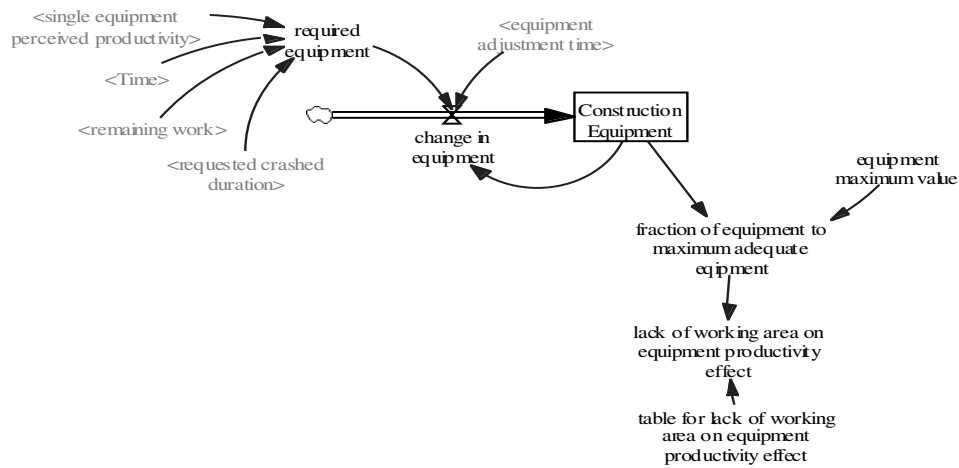 <single equipment
perceived productivity>
required
equipment
<equipment
adjustment time>
<Time>
<remaining work>
<requested crashed
duration>
change in
equipment
Construction
Equipment
equipment
maximum value
fraction of equipment to
maximum adequate
eqipment
lack of working area on
equipment productivity
effect
table for lack of working
area on equipment
productivity effect